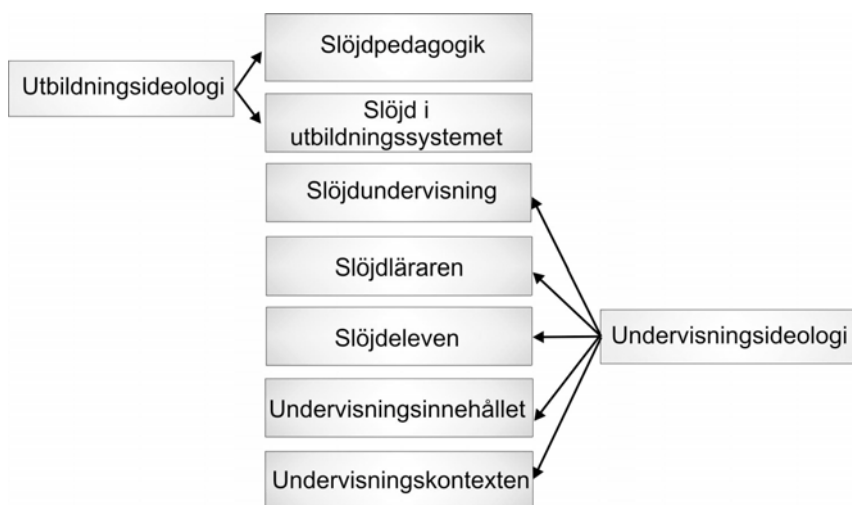 Utbildningsideologi
Slöjdpedagogik
Slöjd i
utbildningssystemet
Slöjdundervisning
Slöjdläraren
Slöjdeleven
Undervisningsinnehållet
Undervisningskontexten
Undervisningsideologi